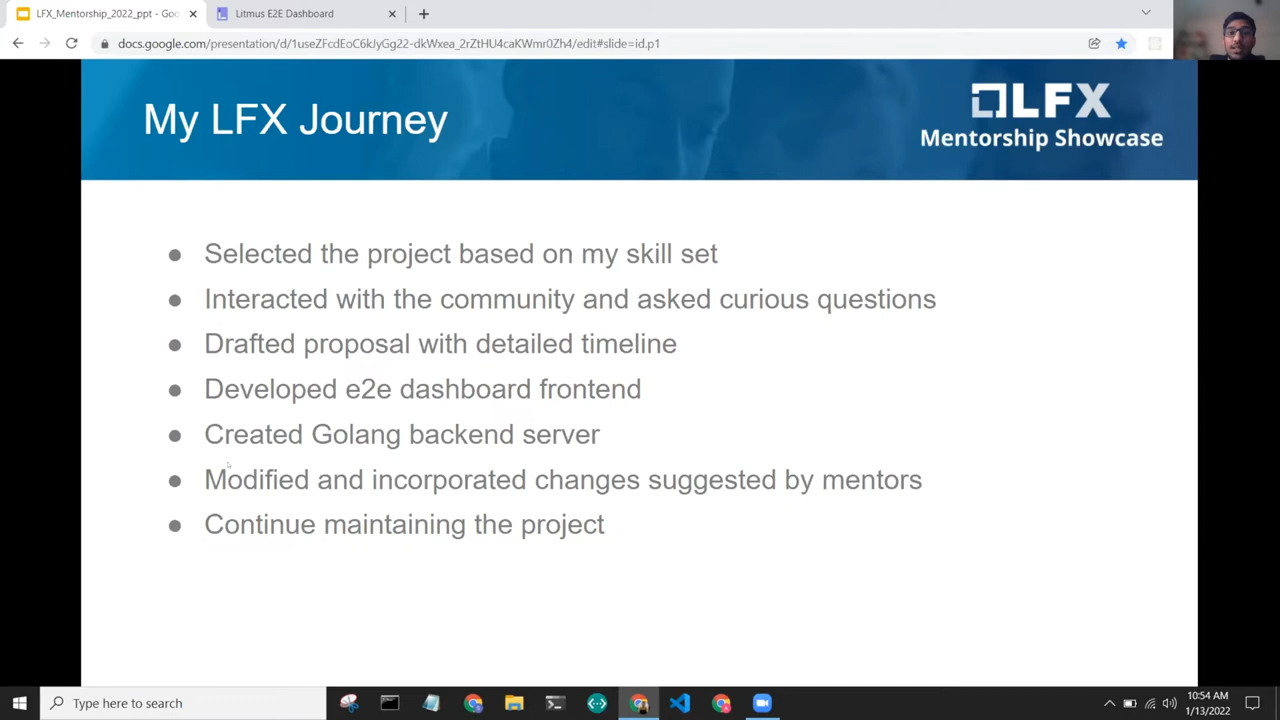 LFX_Mentorship_2022_ppt - Goo
Litmus E2E Dashboard
docs.google.com/presentation/d/1useZFcdEoC6kJyGg22-dkWxea_2rZtHU4caKWmr0Zh4/edit#slide=id.p1
My LFX Journey
LFX
Mentorship Showcase
● Selected the project based on my skill set
● Interacted with the community and asked curious questions
● Drafted proposal with detailed timeline
● Developed e2e dashboard frontend
● Created Golang backend server
● Modified and incorporated changes suggested by mentors
● Continue maintaining the project
Type here to search
10:54 AM
1/13/2022